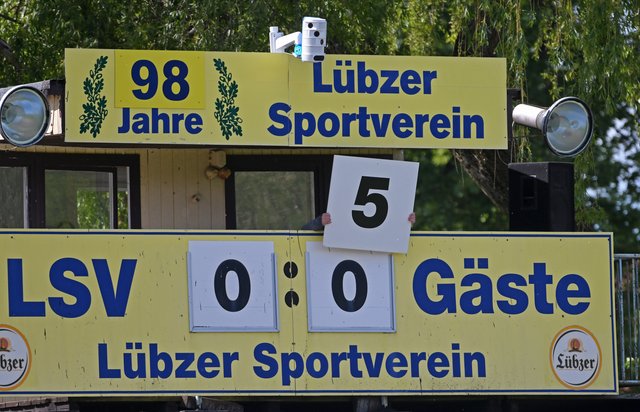 98
Jahre
Lübzer
Sportverein
5
LSV 0 : 0 Gäste
Lübzer Sportverein
Lübzer
Lübzer